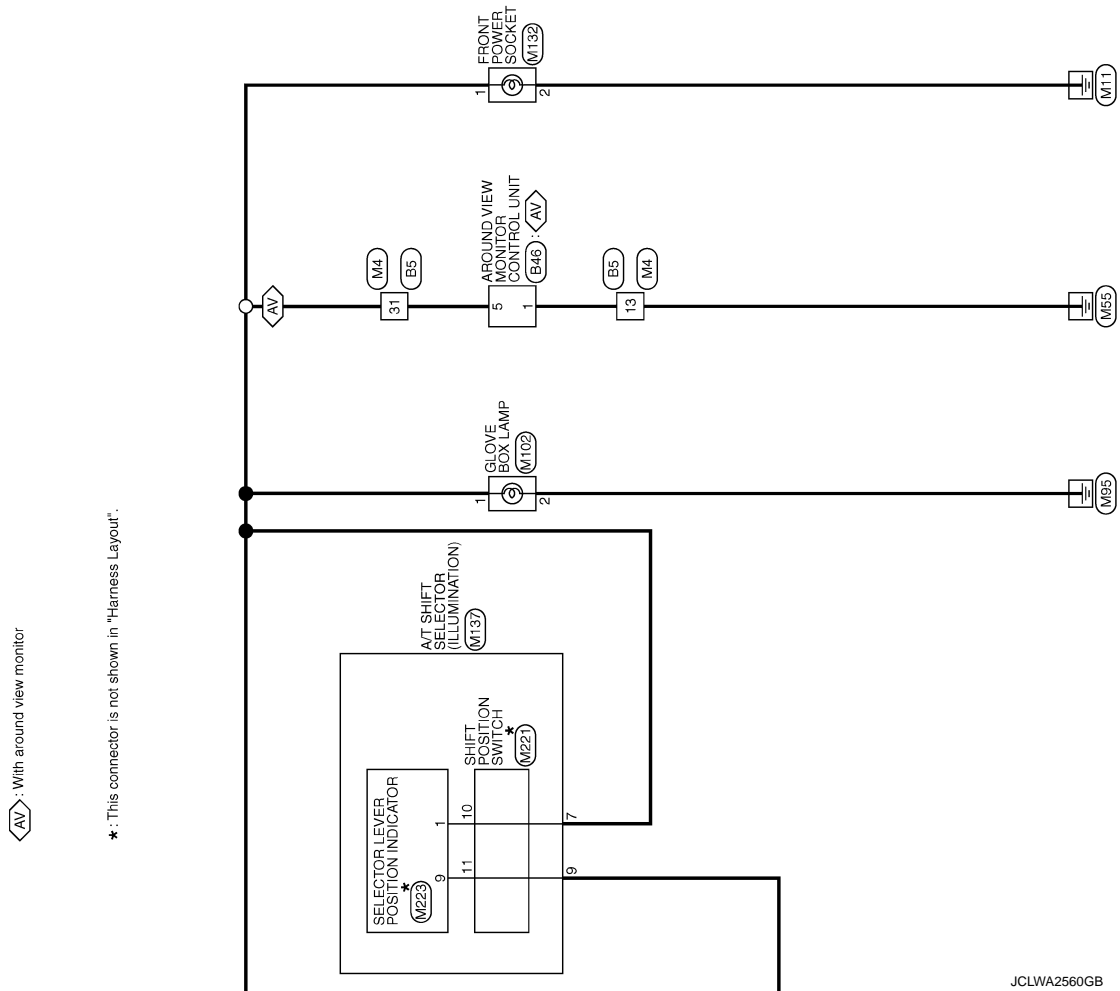 AV : With around view monitor
* : This connector is not shown in "Harness Layout".
FRONT
POWER
SOCKET
M132
1
2
M11
AV
M4
B5
31
AROUND VIEW
MONITOR
CONTROL UNIT
B46 : AV
5
1
B5
M4
13
M55
GLOVE
BOX LAMP
M102
1
2
M95
A/T SHIFT
SELECTOR
(ILLUMINATION)
M137
SHIFT
POSITION
SWITCH
*
M221
SELECTOR LEVER
POSITION INDICATOR
*
M223
1
10
7
9
11
9
JCLWA2560GB